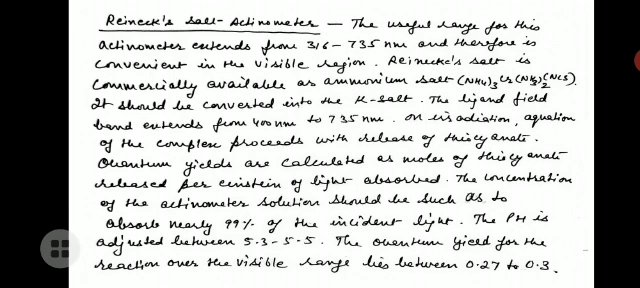 Reineck's salt-Actinometer — The useful range for this
actinometer extends from 316-735 nm and therefore is
convenient in the visible region. Reinecke's salt is
commercially available as ammonium salt (NH4)3 Cr(NH3)2(NCS).
It should be converted into the K-salt. The ligand field
band extends from 400nm to 735nm. On irradiation, aquation
of the complex proceeds with release of thiocyanate.
Quantum yields are calculated as moles of thiocyanate
released per einstein of light absorbed. The concentration
of the actinometer solution should be such as to
absorb nearly 99% of the incident light. The PH is
adjusted between 5.3-5.5. The quantum yield for the
reaction over the visible range lies between 0.27 to 0.3.